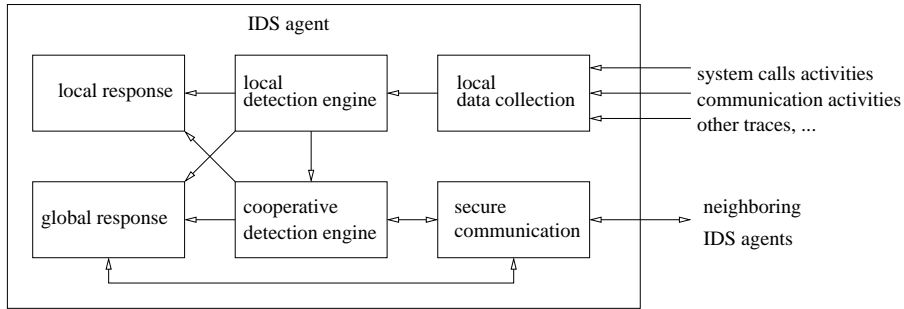 IDS agent
local response
local
detection engine
local
data collection
system calls activities
communication activities
other traces, ...
global response
cooperative
detection engine
secure
communication
neighboring
IDS agents